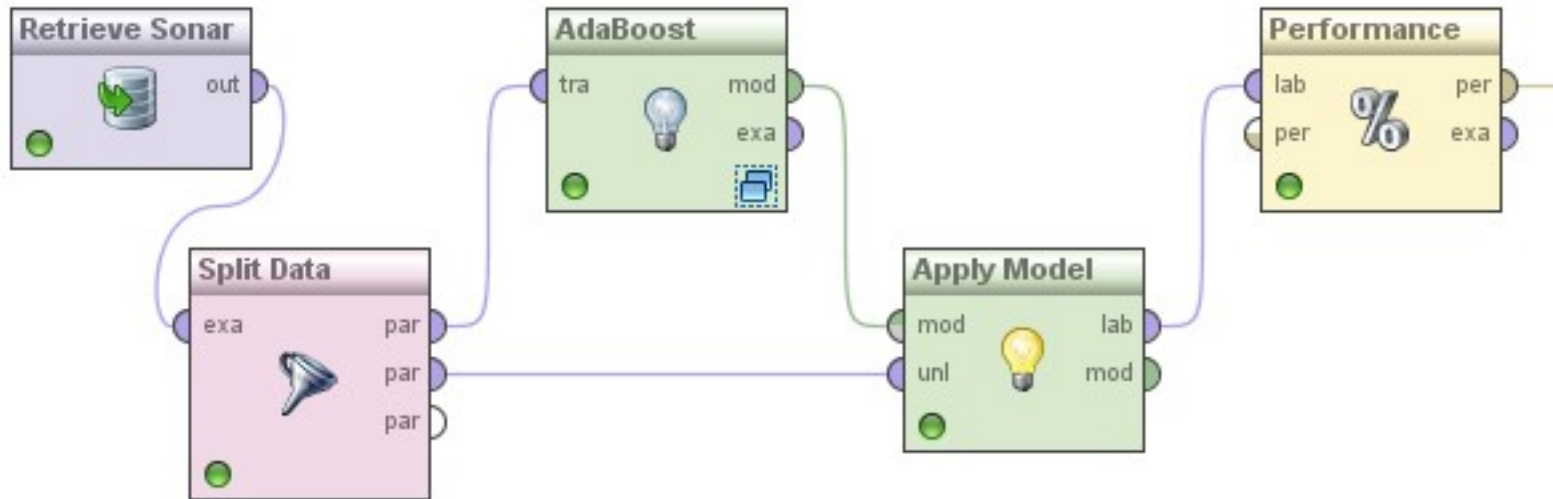 Retrieve Sonar
out
AdaBoost
tra
mod
exa
Performance
lab
per
per
exa
%
Split Data
exa
par
par
par
Apply Model
mod
lab
unl
mod